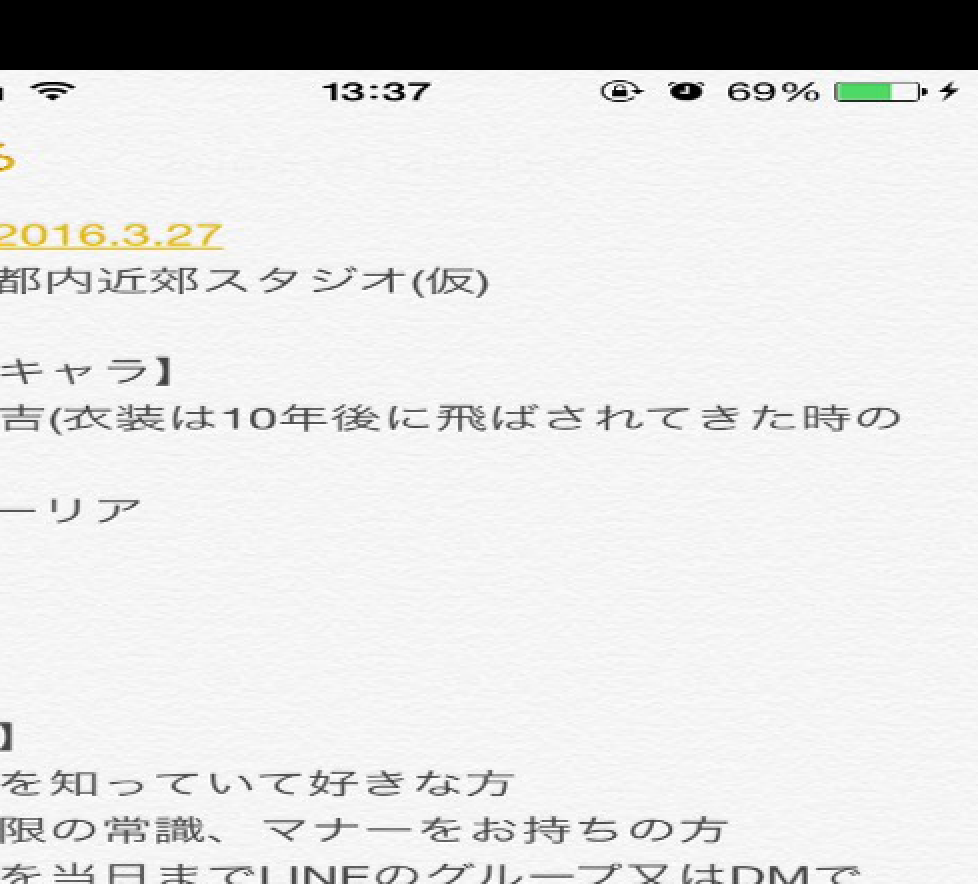 13:37 69%
2016.3.27
都内近郊スタジオ(仮)
キャラ】
吉(衣装は10年後に飛ばされてきた時の
ーリア
】
を知っていて好きな方
限の常識、マナーをお持ちの方
を当日までLINEのグループ又はDMで